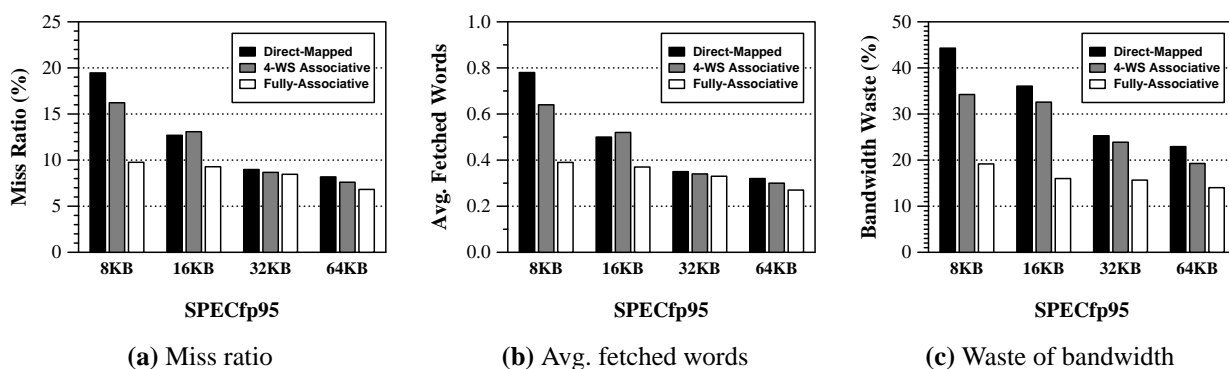 Miss Ratio (%)
25
20
15
10
5
0
Direct-Mapped
4-WS Associative
Fully-Associative
8KB 16KB 32KB 64KB
SPECfp95
(a) Miss ratio
Avg. Fetched Words
1.0
0.8
0.6
0.4
0.2
0.0
Direct-Mapped
4-WS Associative
Fully-Associative
8KB 16KB 32KB 64KB
SPECfp95
(b) Avg. fetched words
Bandwidth Waste (%)
50
40
30
20
10
0
Direct-Mapped
4-WS Associative
Fully-Associative
8KB 16KB 32KB 64KB
SPECfp95
(c) Waste of bandwidth